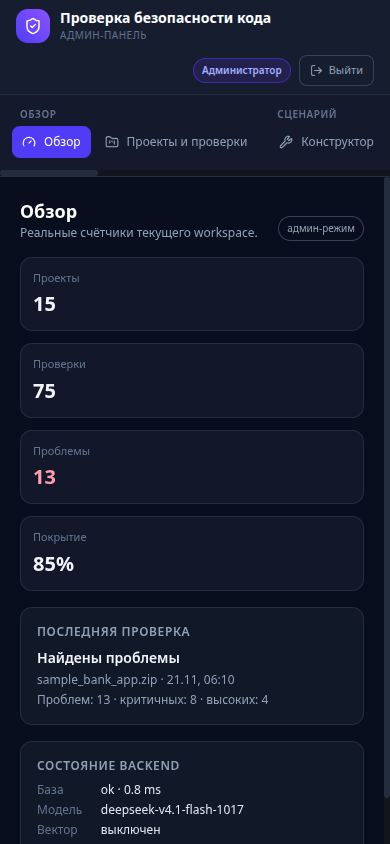 Проверка безопасности кода
АДМИН-ПАНЕЛЬ
Администратор
Выйти
ОБЗОР
СЦЕНАРИЙ
Обзор
Проекты и проверки
Конструктор
Обзор
Реальные счётчики текущего workspace.
админ-режим
Проекты
15
Проверки
75
Проблемы
13
Покрытие
85%
ПОСЛЕДНЯЯ ПРОВЕРКА
Найдены проблемы
sample_bank_app.zip · 21.11, 06:10
Проблем: 13 · критичных: 8 · высоких: 4
СОСТОЯНИЕ BACKEND
База ok · 0.8 ms
Модель deepseek-v4.1-flash-1017
Вектор выключен